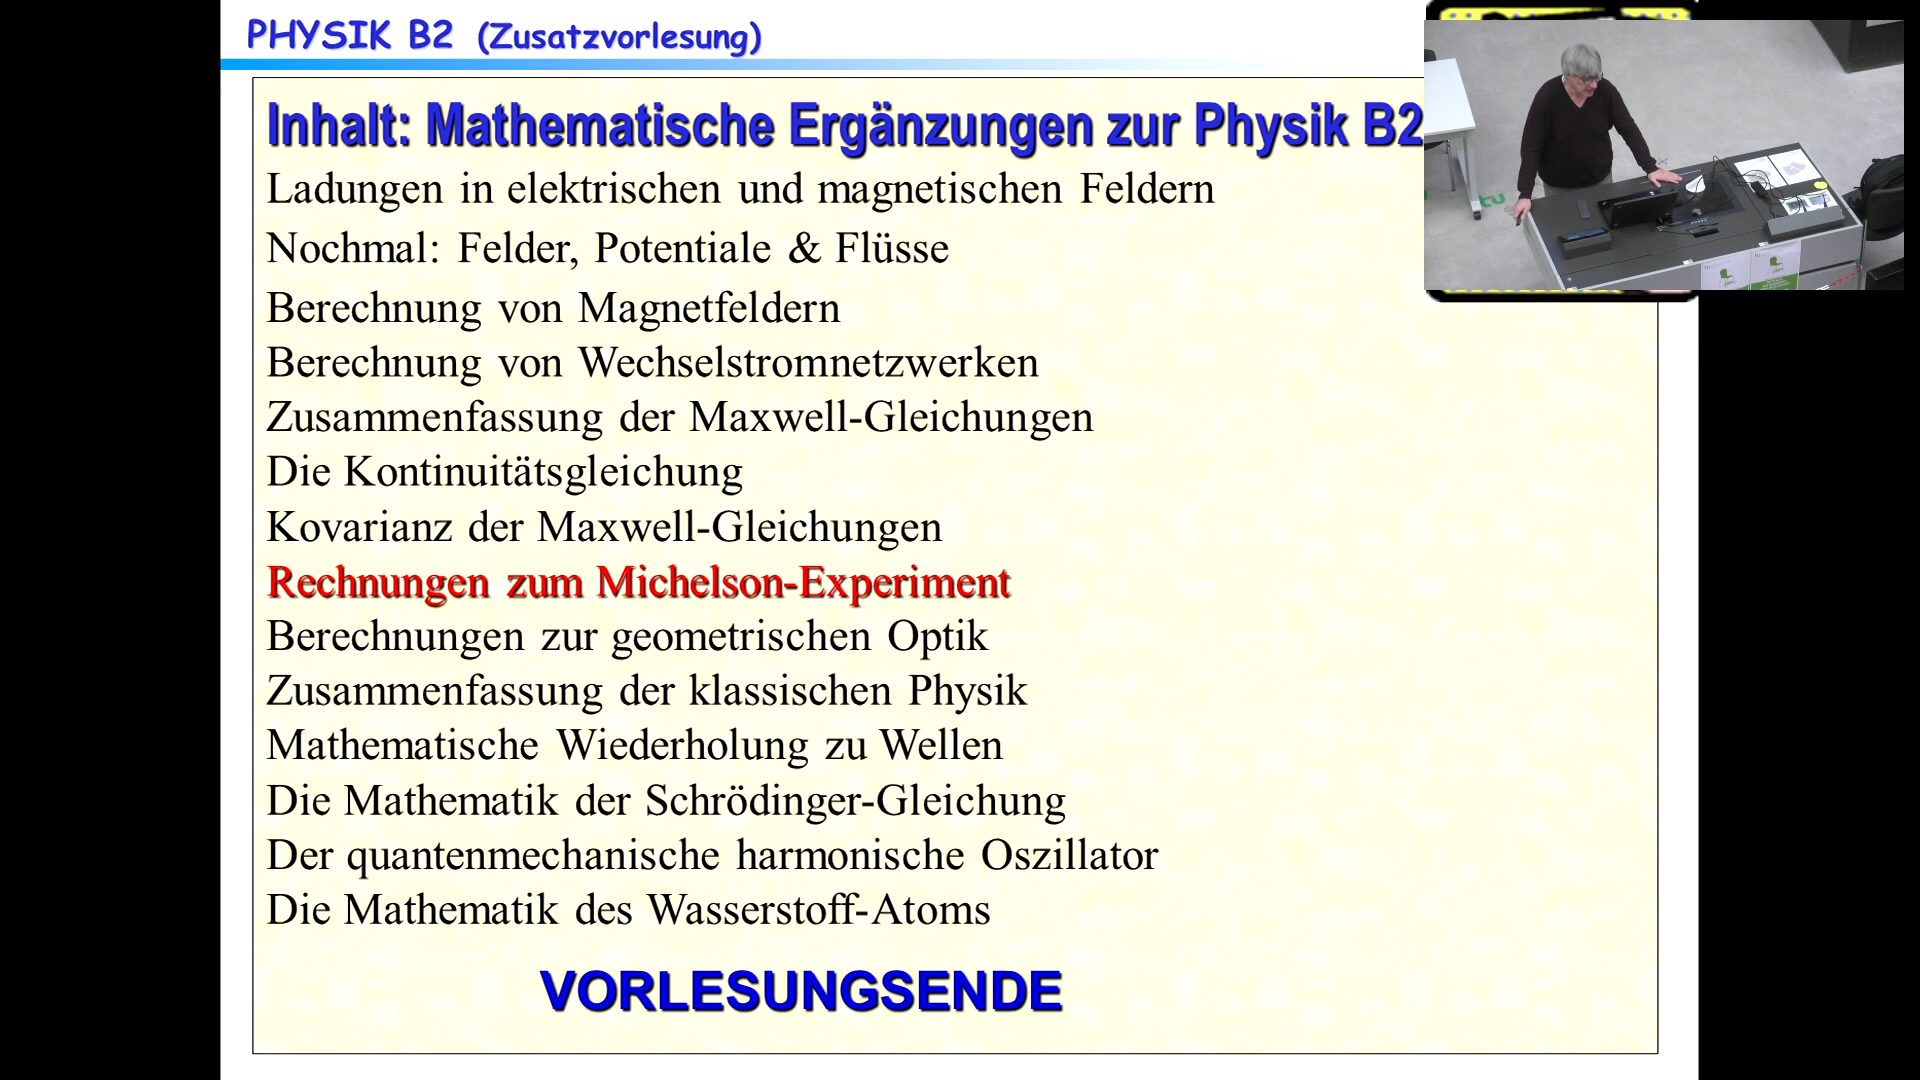 PHYSIK B2 (Zusatzvorlesung)
Inhalt: Mathematische Ergänzungen zur Physik B2
Ladungen in elektrischen und magnetischen Feldern
Nochmal: Felder, Potentiale & Flüsse
Berechnung von Magnetfeldern
Berechnung von Wechselstromnetzwerken
Zusammenfassung der Maxwell-Gleichungen
Die Kontinuitätsgleichung
Kovarianz der Maxwell-Gleichungen
Rechnungen zum Michelson-Experiment
Berechnungen zur geometrischen Optik
Zusammenfassung der klassischen Physik
Mathematische Wiederholung zu Wellen
Die Mathematik der Schrödinger-Gleichung
Der quantenmechanische harmonische Oszillator
Die Mathematik des Wasserstoff-Atoms
VORLESUNGSENDE